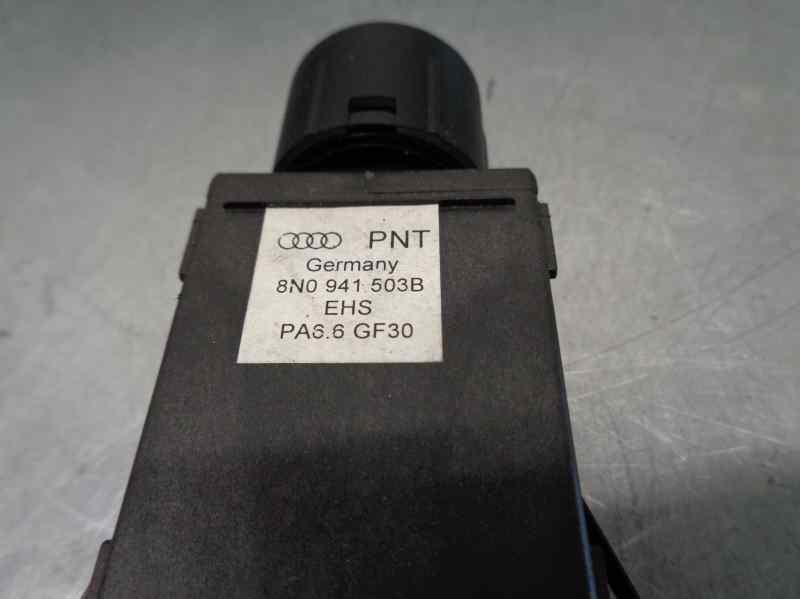 PNT
Germany
8N0 941 503B
EHS
PA6.6 GF30